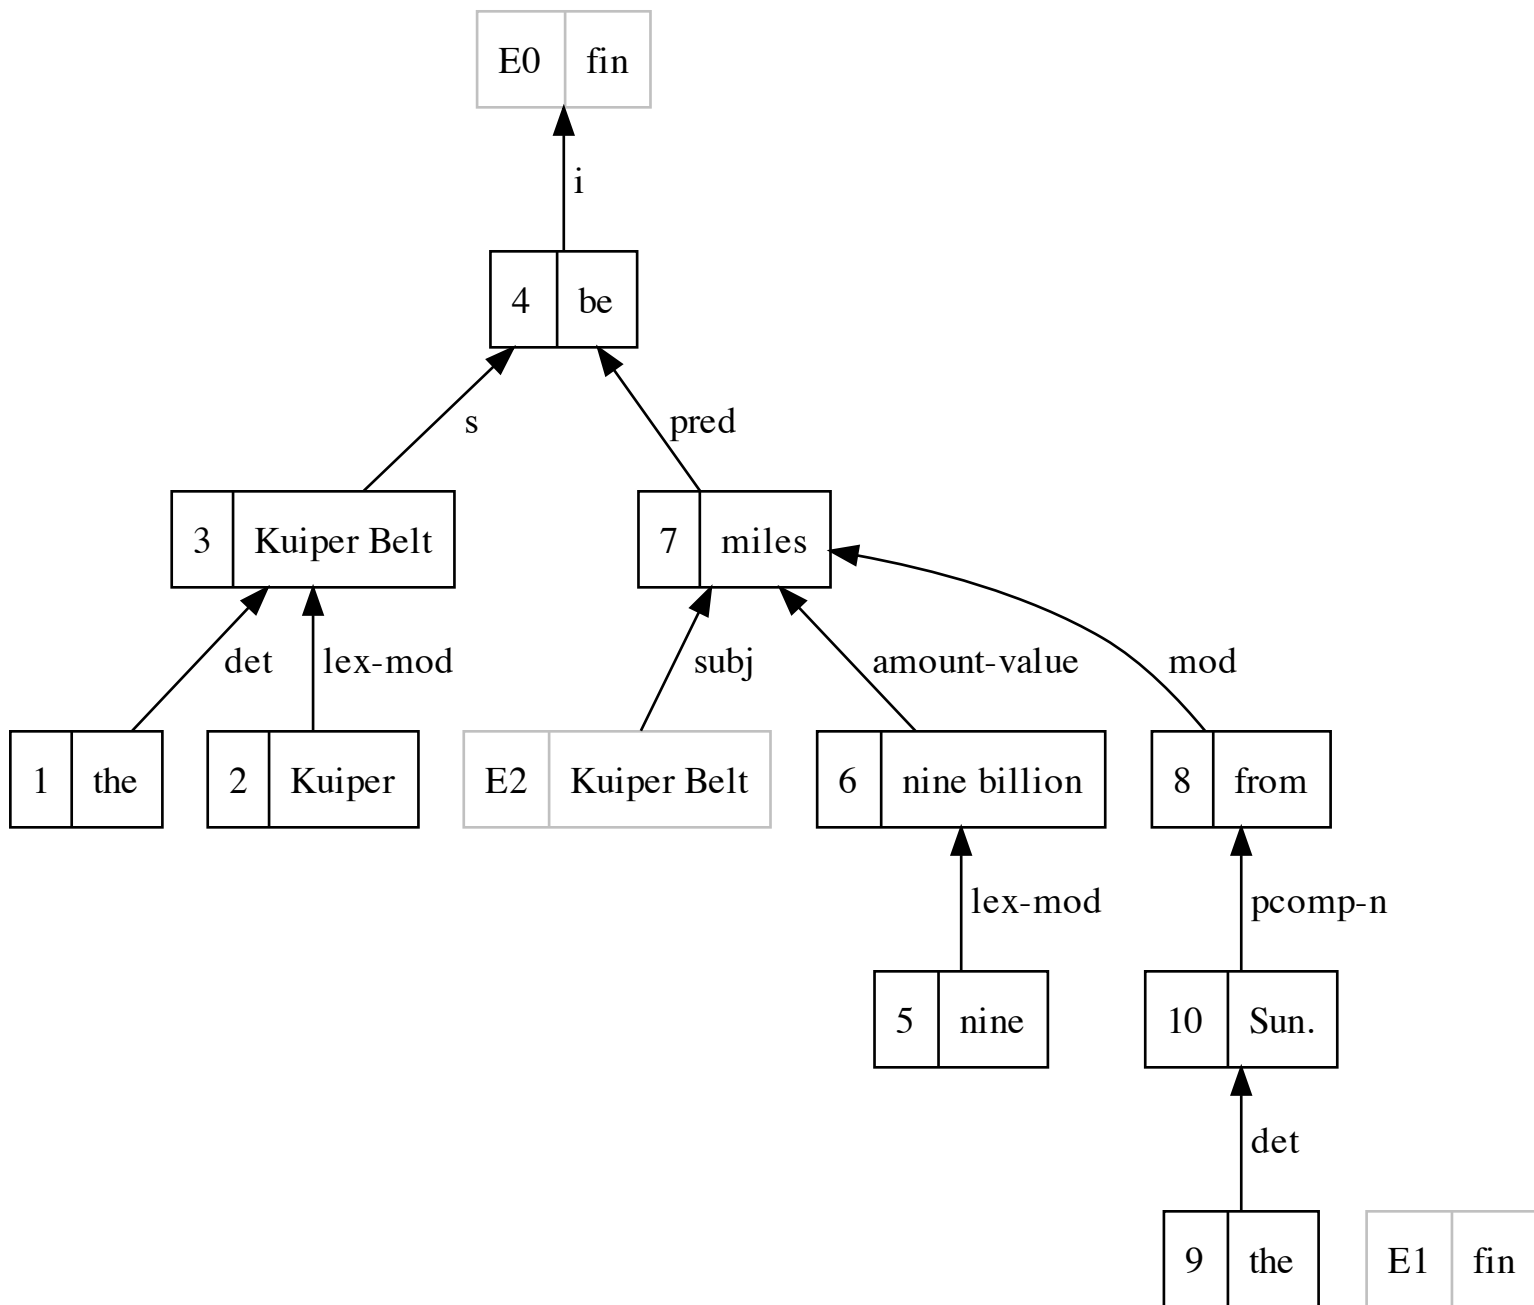 E0 fin
i
4 be
s pred
3 Kuiper Belt 7 miles
det lex-mod subj amount-value mod
1 the 2 Kuiper E2 Kuiper Belt 6 nine billion 8 from
lex-mod pcomp-n
5 nine 10 Sun.
det
9 the E1 fin